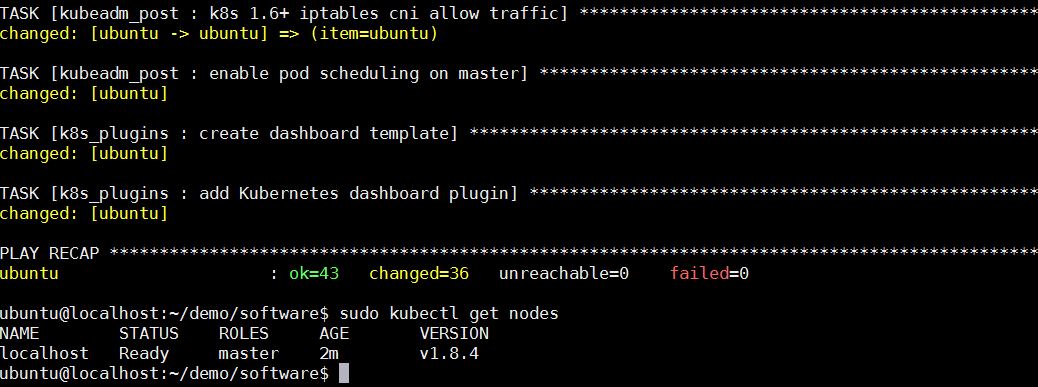 TASK [kubeadm_post : k8s 1.6+ iptables cni allow traffic] **********************************************
changed: [ubuntu -> ubuntu] => (item=ubuntu)
TASK [kubeadm_post : enable pod scheduling on master] **************************************************
changed: [ubuntu]
TASK [k8s_plugins : create dashboard template] *********************************************************
changed: [ubuntu]
TASK [k8s_plugins : add Kubernetes dashboard plugin] ***************************************************
changed: [ubuntu]
PLAY RECAP *********************************************************************************************
ubuntu                     : ok=43   changed=36   unreachable=0    failed=0
ubuntu@localhost:~/demo/software$ sudo kubectl get nodes
NAME        STATUS    ROLES     AGE       VERSION
localhost   Ready     master    2m        v1.8.4
ubuntu@localhost:~/demo/software$